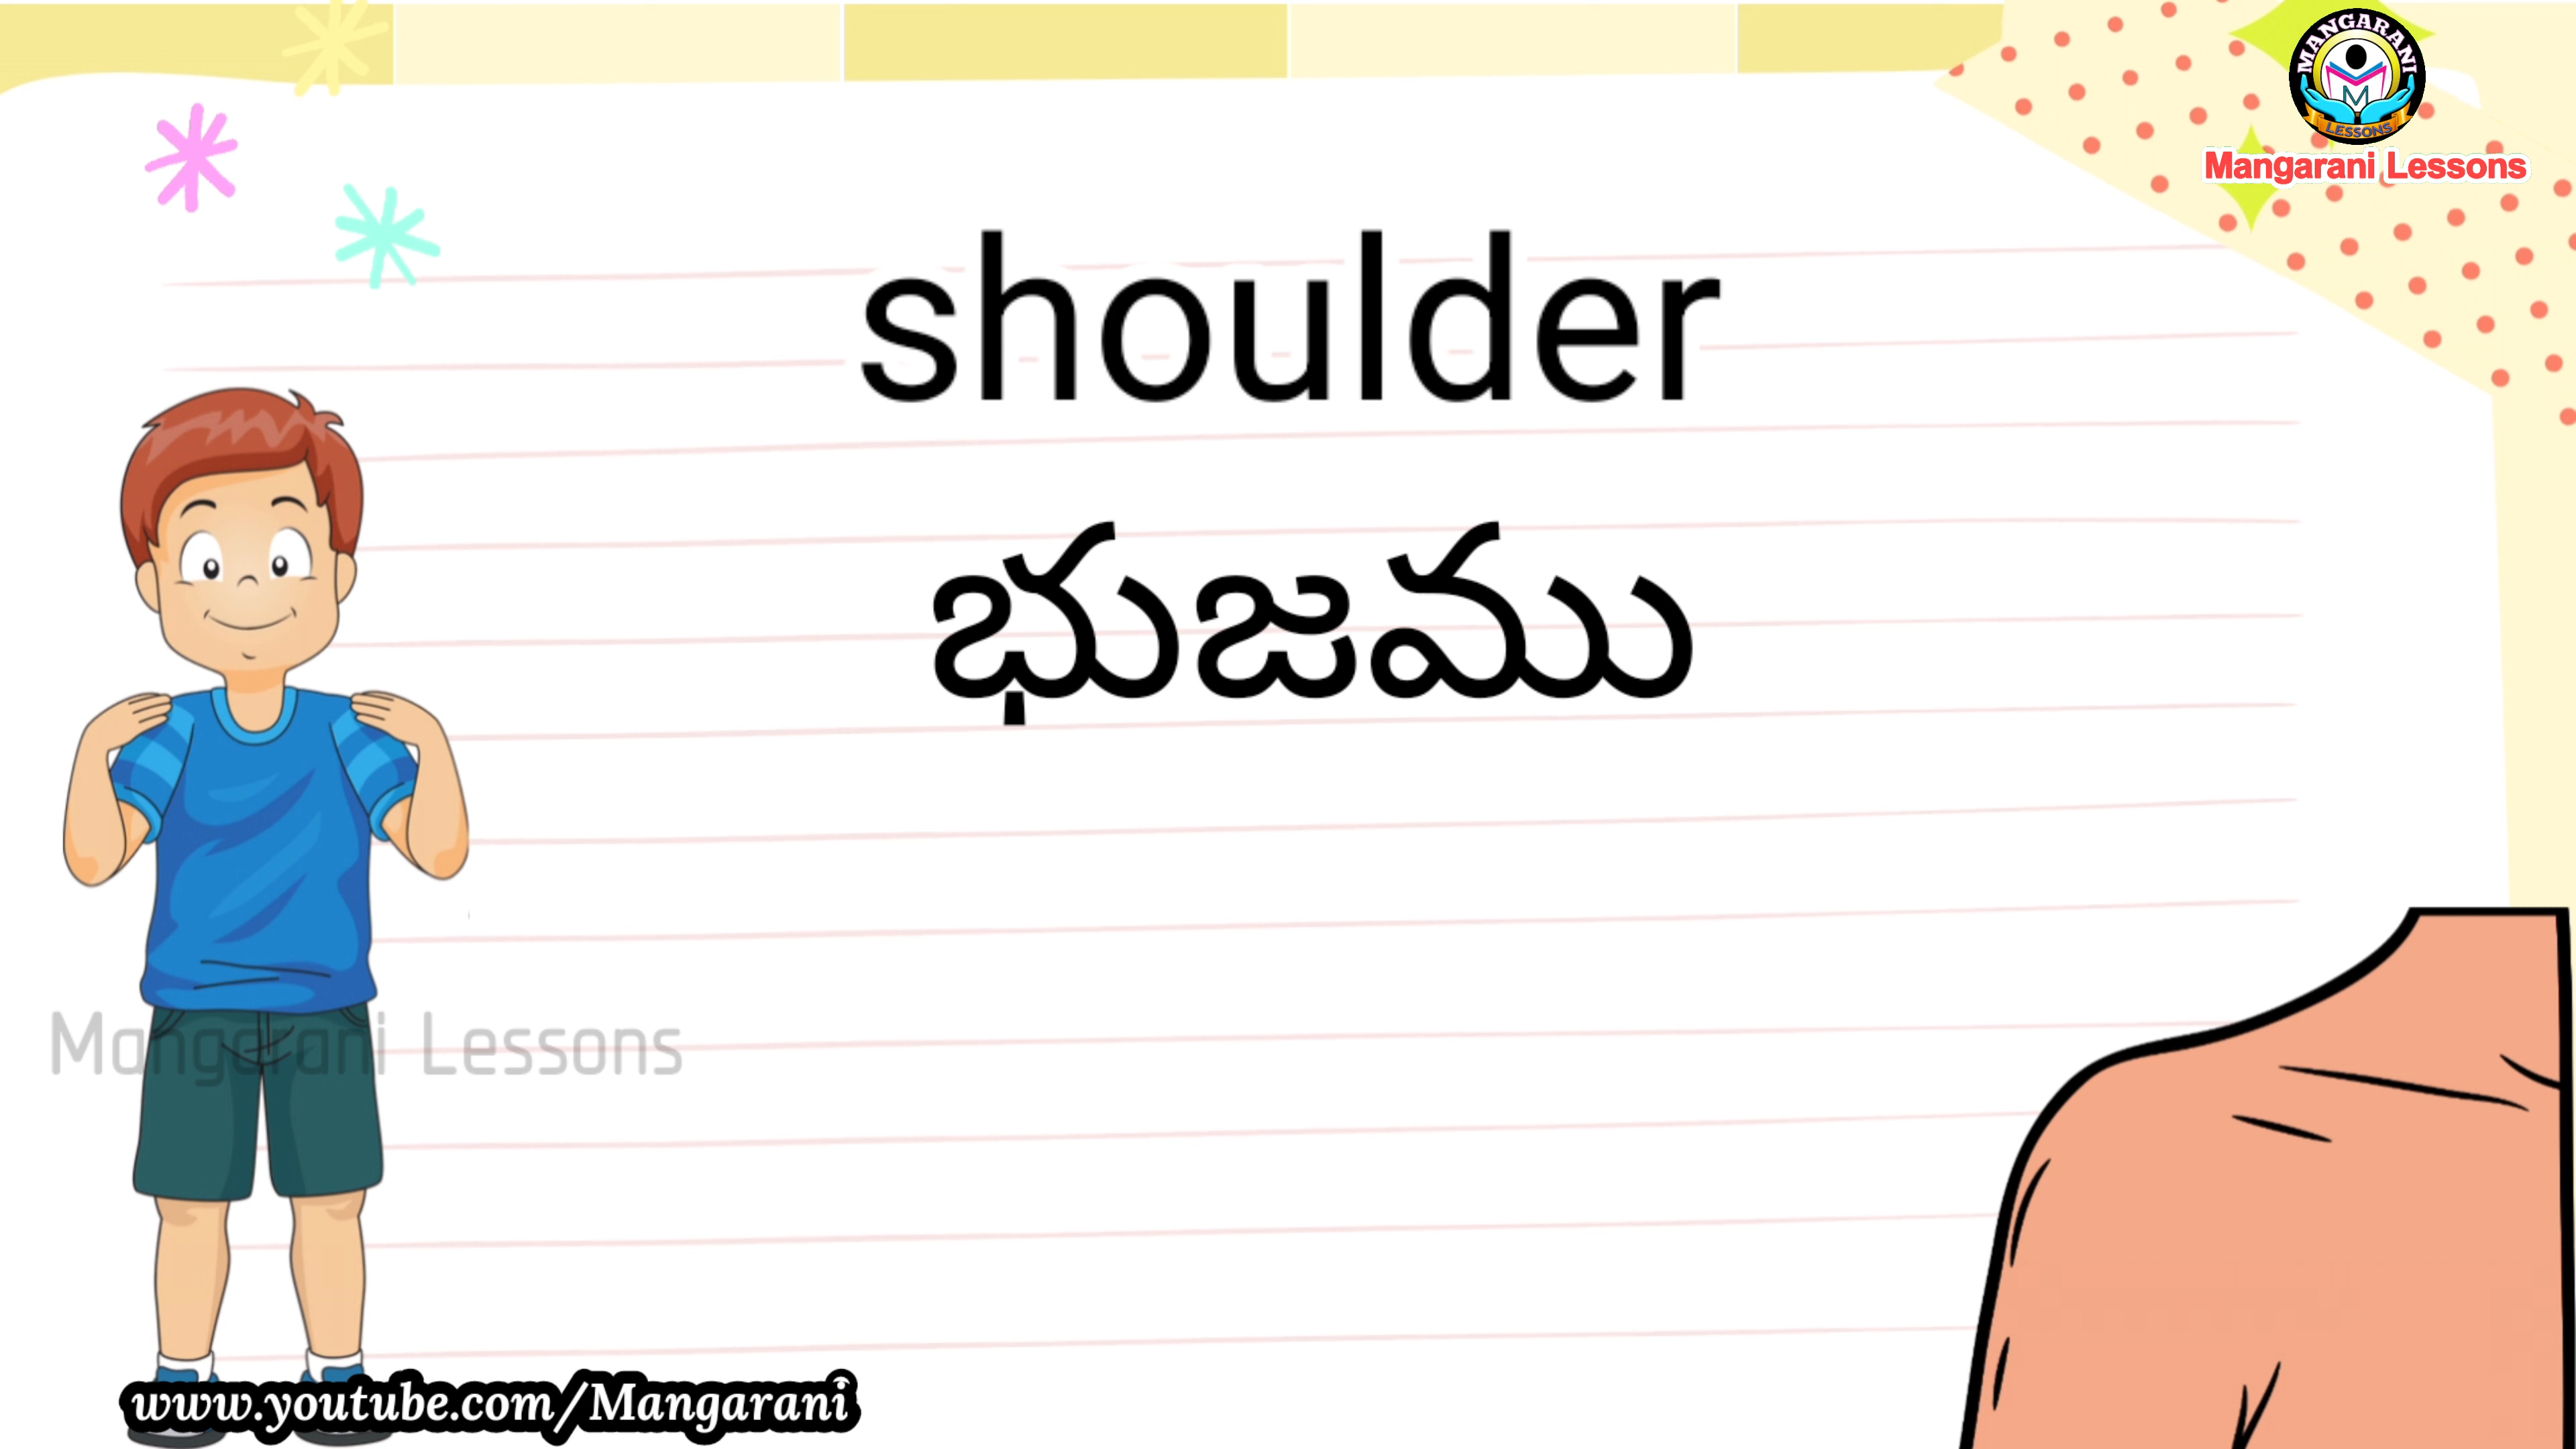 MANGARANI
M
LESSONS
Mangarani Lessons
shoulder
భుజము
Mangarani Lessons
www.youtube.com/Mangarani